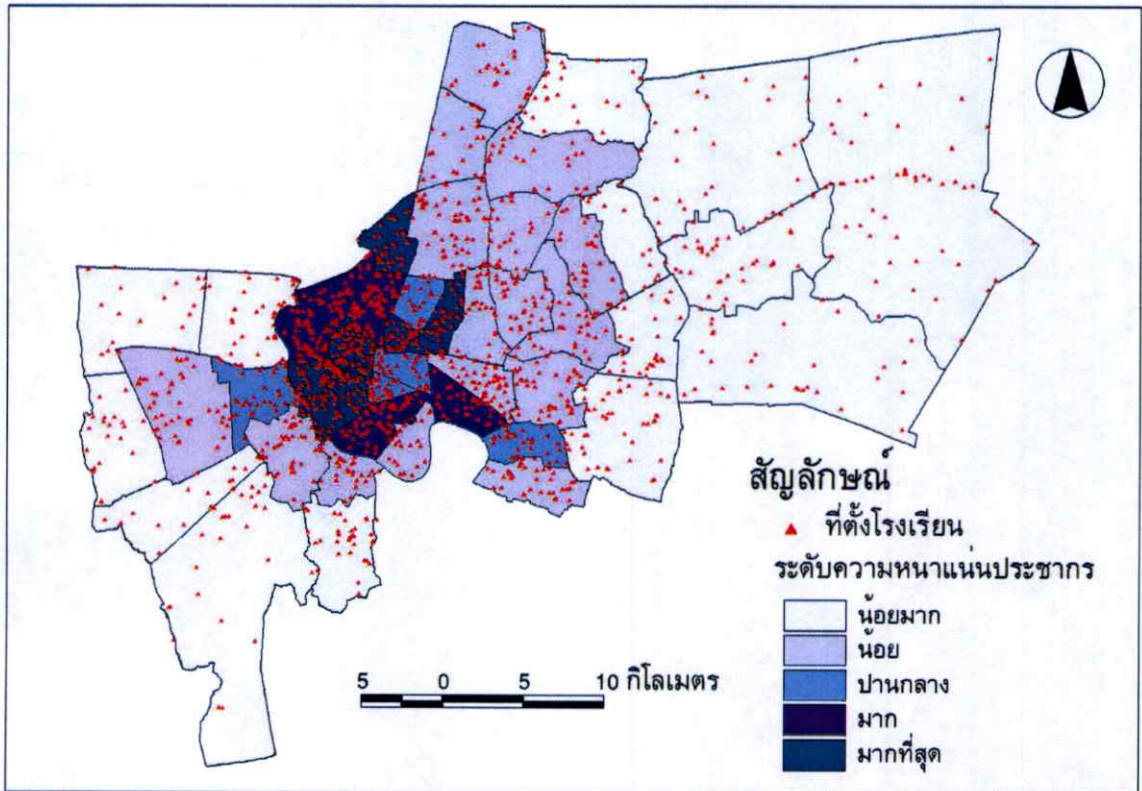 สัญลักษณ์
ที่ตั้งโรงเรียน
ระดับความหนาแน่นประชากร
น้อยมาก
น้อย
ปานกลาง
มาก
มากที่สุด
5 0 5 10 กิโลเมตร